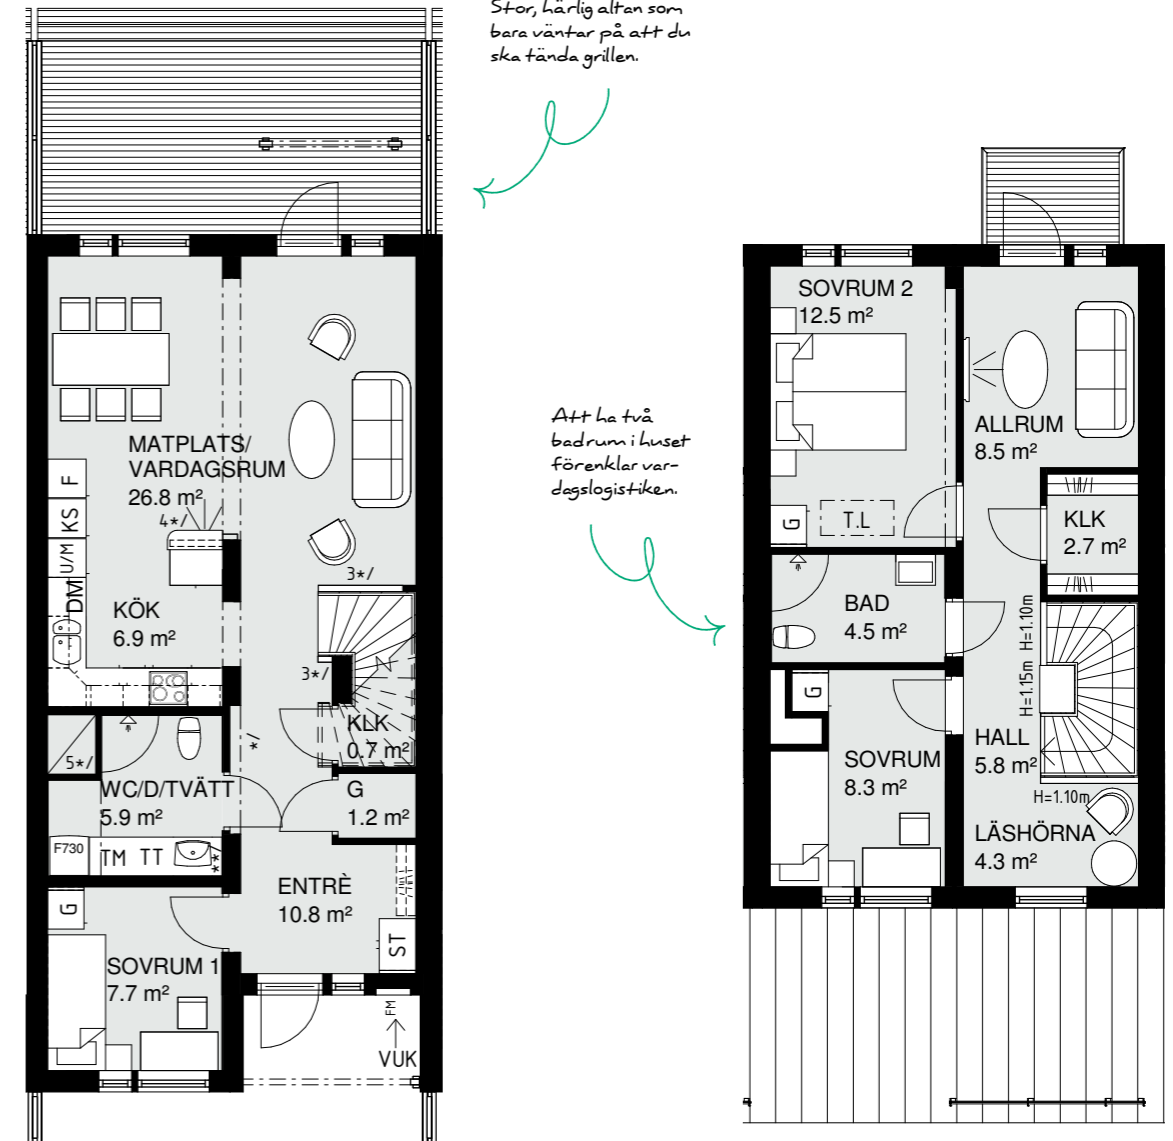 Stor, härlig altan som
bara väntar på att du
ska tända grillen.
MATPLATS/
VARDAGSRUM
26.8 m²
F
KS
U/M
DM
4*/
3*/
KÖK
6.9 m²
3*/
KLK
0.7 m²
*/
5*/
WC/D/TVÄTT
5.9 m²
G
1.2 m²
F730
TM TT
**/
ENTRÈ
10.8 m²
G
ST
SOVRUM 1
7.7 m²
FM
VUK
Att ha två
badrum i huset
förenklar var-
dagslogistiken.
SOVRUM 2
12.5 m²
ALLRUM
8.5 m²
G
T.L
KLK
2.7 m²
BAD
4.5 m²
H=1.10m
H=1.15m
G
SOVRUM
8.3 m²
HALL
5.8 m²
H=1.10m
LÄSHÖRNA
4.3 m²